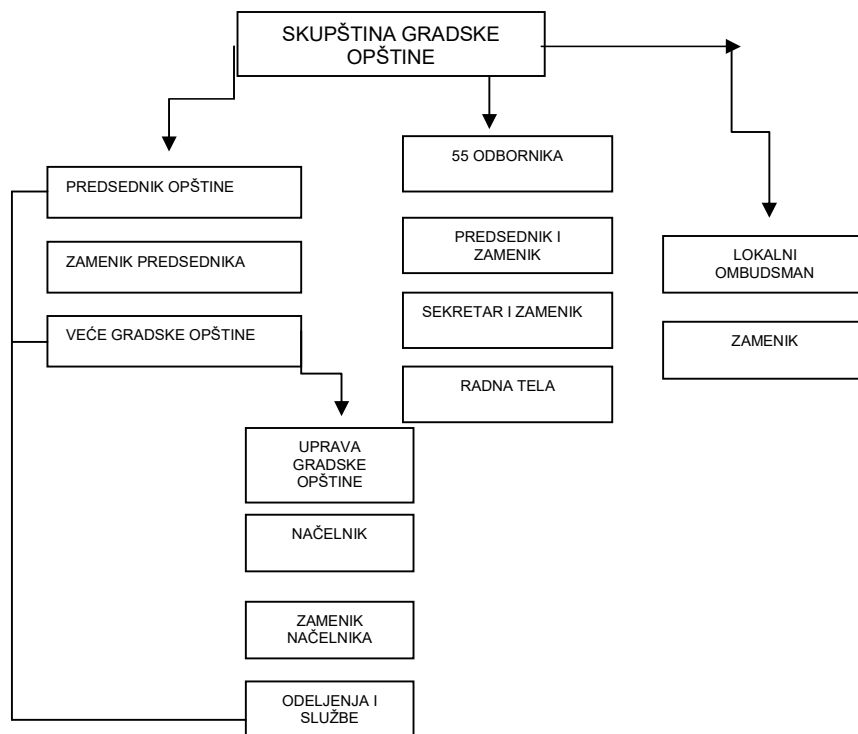 SKUPŠTINA GRADSKE
OPŠTINE
PREDSEDNIK OPŠTINE
ZAMENIK PREDSEDNIKA
VEĆE GRADSKE OPŠTINE
55 ODBORNIKA
PREDSEDNIK I
ZAMENIK
SEKRETAR I ZAMENIK
RADNA TELA
LOKALNI
OMBUDSMAN
ZAMENIK
UPRAVA
GRADSKE
OPŠTINE
NAČELNIK
ZAMENIK
NAČELNIKA
ODELJENJA I
SLUŽBE